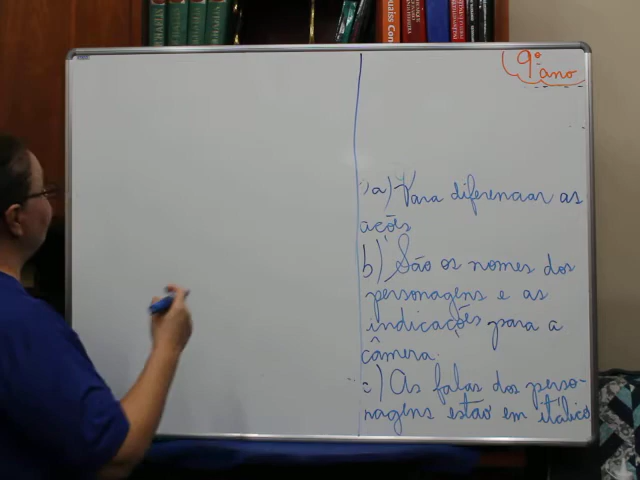 9º ano
a) Para diferenciar as
ações
b) São os nomes dos
personagens e as
indicações para a
câmera.
c) As falas dos perso-
nagens estão em itálico